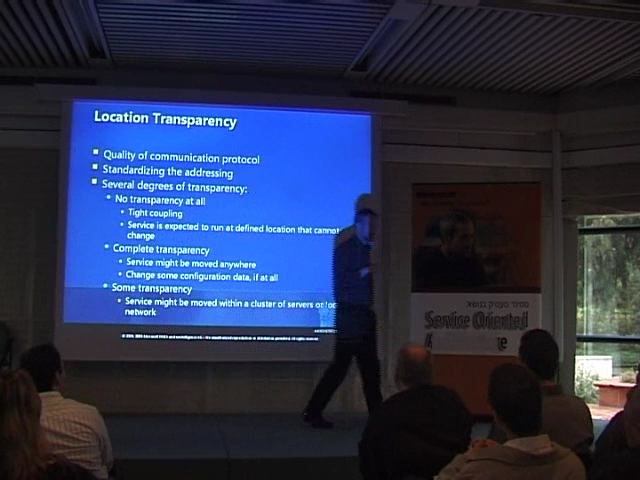 Location Transparency
Quality of communication protocol
Standardizing the addressing
Several degrees of transparency:
No transparency at all
Tight coupling
Service is expected to run at defined location that cannot
change
Complete transparency
Service might be moved anywhere
Change some configuration data, if at all
Some transparency
Service might be moved within a cluster of servers or
network
Service Oriented